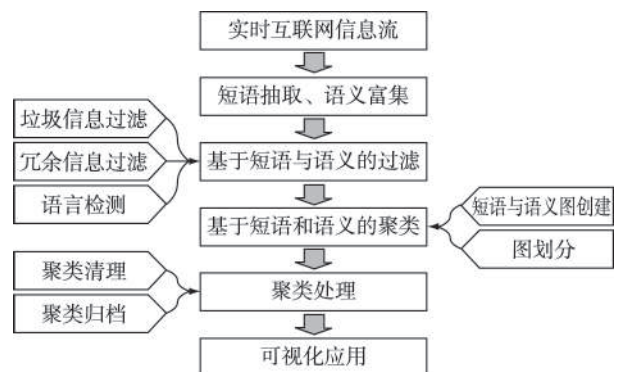 实时互联网信息流
短语抽取、语义富集
垃圾信息过滤
冗余信息过滤
语言检测
基于短语与语义的过滤
基于短语和语义的聚类
短语与语义图创建
图划分
聚类清理
聚类归档
聚类处理
可视化应用